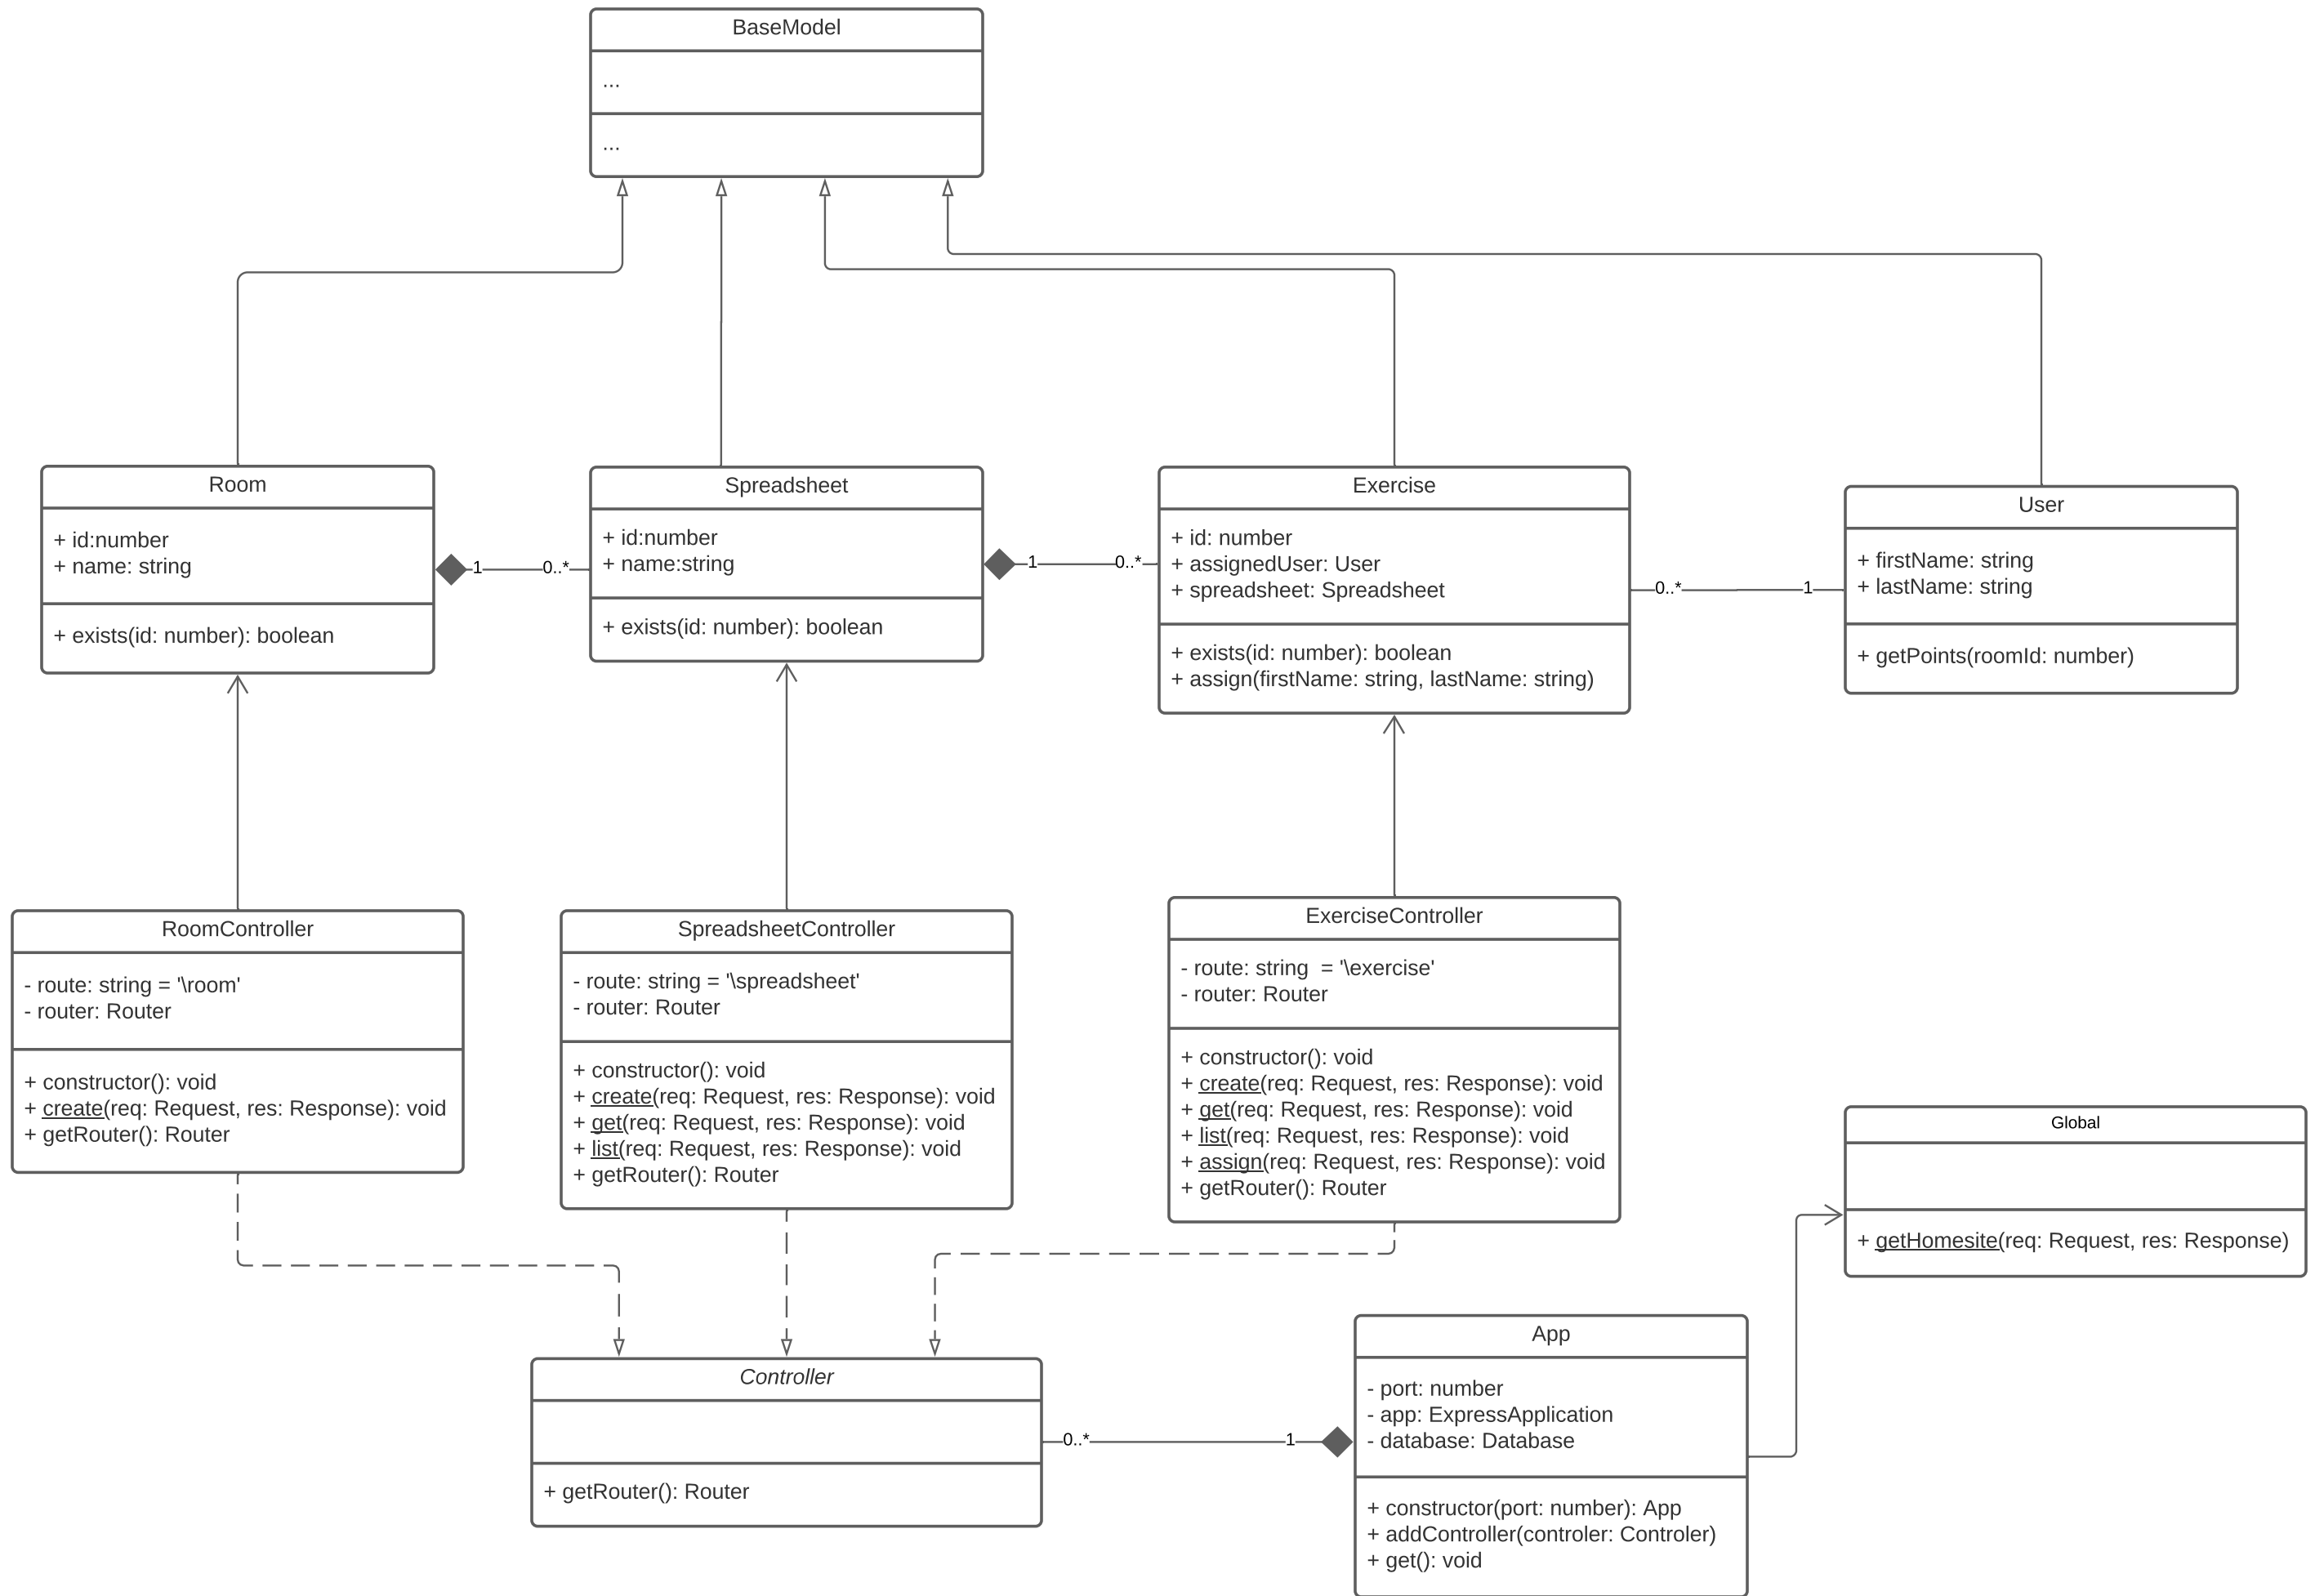 BaseModel
...
...
Room
+ id:number
+ name: string
+ exists(id: number): boolean
1
0..*
Spreadsheet
+ id:number
+ name:string
+ exists(id: number): boolean
1
0..*
Exercise
+ id: number
+ assignedUser: User
+ spreadsheet: Spreadsheet
+ exists(id: number): boolean
+ assign(firstName: string, lastName: string)
0..*
1
User
+ firstName: string
+ lastName: string
+ getPoints(roomId: number)
RoomController
- route: string = '\room'
- router: Router
+ constructor(): void
+ create(req: Request, res: Response): void
+ getRouter(): Router
SpreadsheetController
- route: string = '\spreadsheet'
- router: Router
+ constructor(): void
+ create(req: Request, res: Response): void
+ get(req: Request, res: Response): void
+ list(req: Request, res: Response): void
+ getRouter(): Router
ExerciseController
- route: string  = '\exercise'
- router: Router
+ constructor(): void
+ create(req: Request, res: Response): void
+ get(req: Request, res: Response): void
+ list(req: Request, res: Response): void
+ assign(req: Request, res: Response): void
+ getRouter(): Router
Global
+ getHomesite(req: Request, res: Response)
Controller
+ getRouter(): Router
0..*
1
App
- port: number
- app: ExpressApplication
- database: Database
+ constructor(port: number): App
+ addController(controler: Controler)
+ get(): void